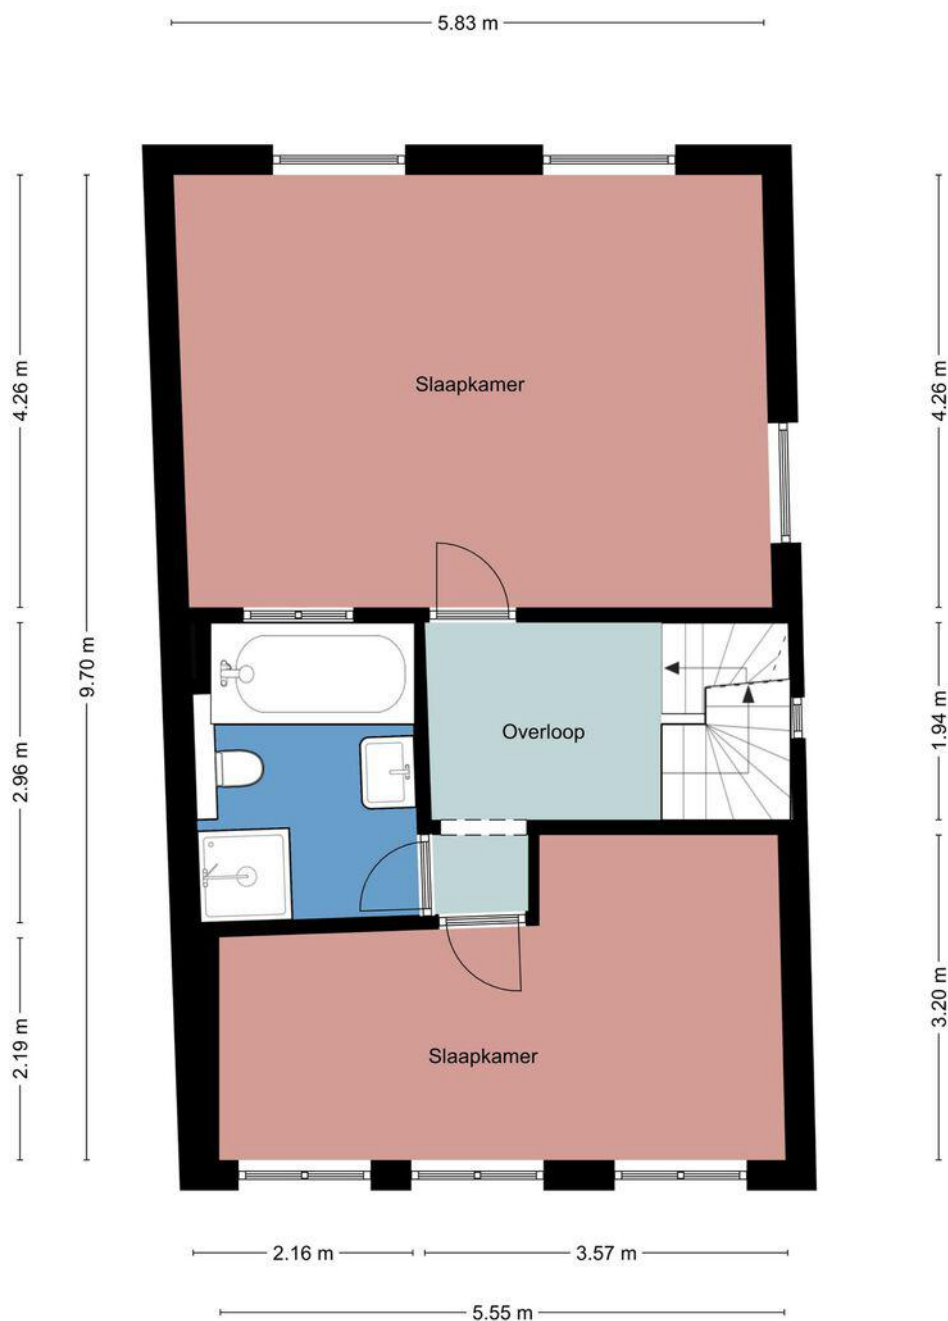 5.83 m
4.26 m
4.26 m
Slaapkamer
9.70 m
2.96 m
Overloop
1.94 m
2.19 m
3.20 m
Slaapkamer
2.16 m
3.57 m
5.55 m